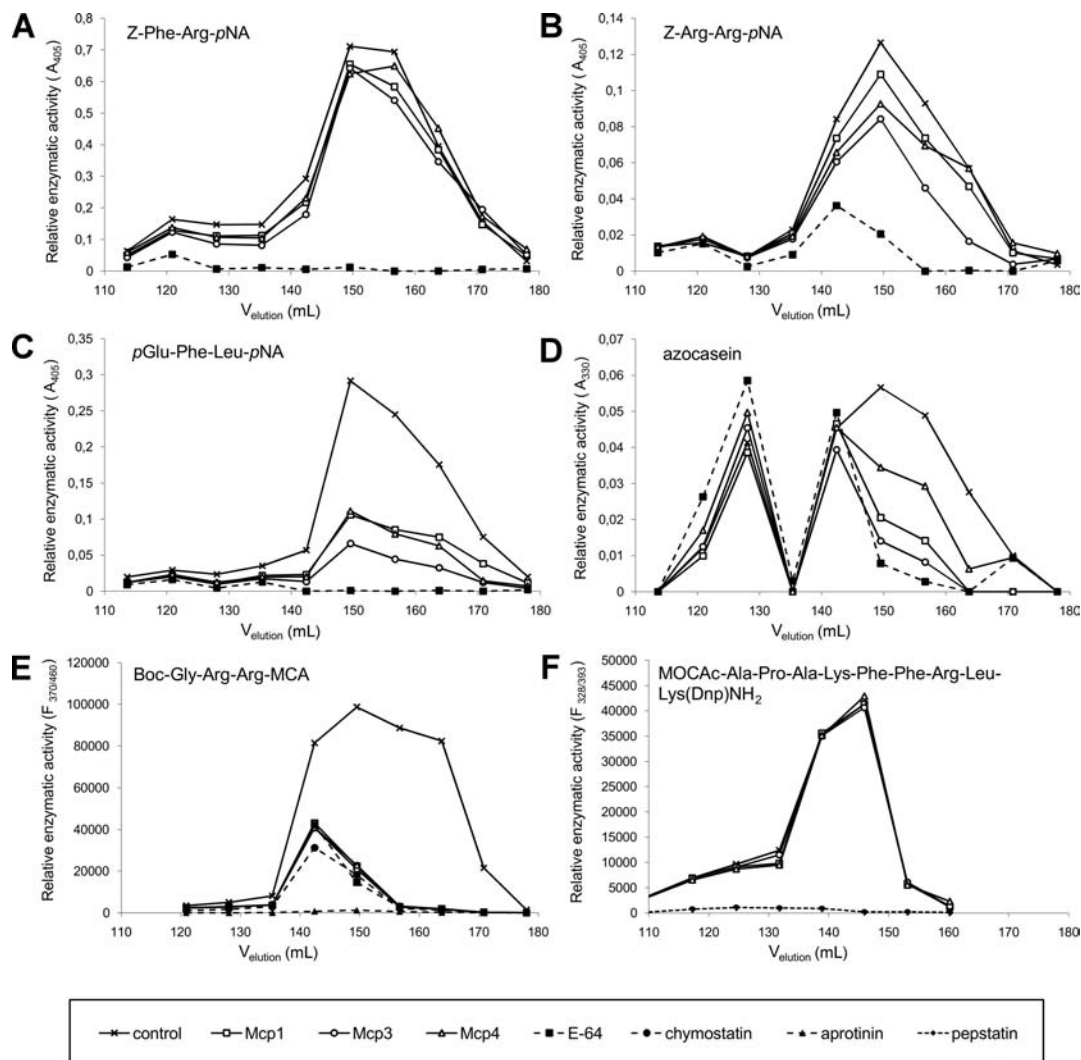 A
Z-Phe-Arg-pNA
Relative enzymatic activity ( A405)
0,8
0,7
0,6
0,5
0,4
0,3
0,2
0,1
0
110 120 130 140 150 160 170 180
Velution (mL)
B
Z-Arg-Arg-pNA
Relative enzymatic activity (A405)
0,14
0,12
0,1
0,08
0,06
0,04
0,02
0
110 120 130 140 150 160 170 180
Velution (mL)
C
pGlu-Phe-Leu-pNA
Relative enzymatic activity (A405)
0,35
0,3
0,25
0,2
0,15
0,1
0,05
0
110 120 130 140 150 160 170 180
Velution (mL)
D
azocasein
Relative enzymatic activity (A330)
0,07
0,06
0,05
0,04
0,03
0,02
0,01
0
110 120 130 140 150 160 170 180
Velution (mL)
E
Boc-Gly-Arg-Arg-MCA
Relative enzymatic activity (F370/460)
120000
100000
80000
60000
40000
20000
0
110 120 130 140 150 160 170 180
Velution (mL)
F
MOCAc-Ala-Pro-Ala-Lys-Phe-Phe-Arg-Leu-
Lys(Dnp)NH2
Relative enzymatic activity (F328/393)
50000
45000
40000
35000
30000
25000
20000
15000
10000
5000
0
110 120 130 140 150 160 170 180
Velution (mL)
control Mcp1 Mcp3 Mcp4 E-64 chymostatin aprotinin pepstatin